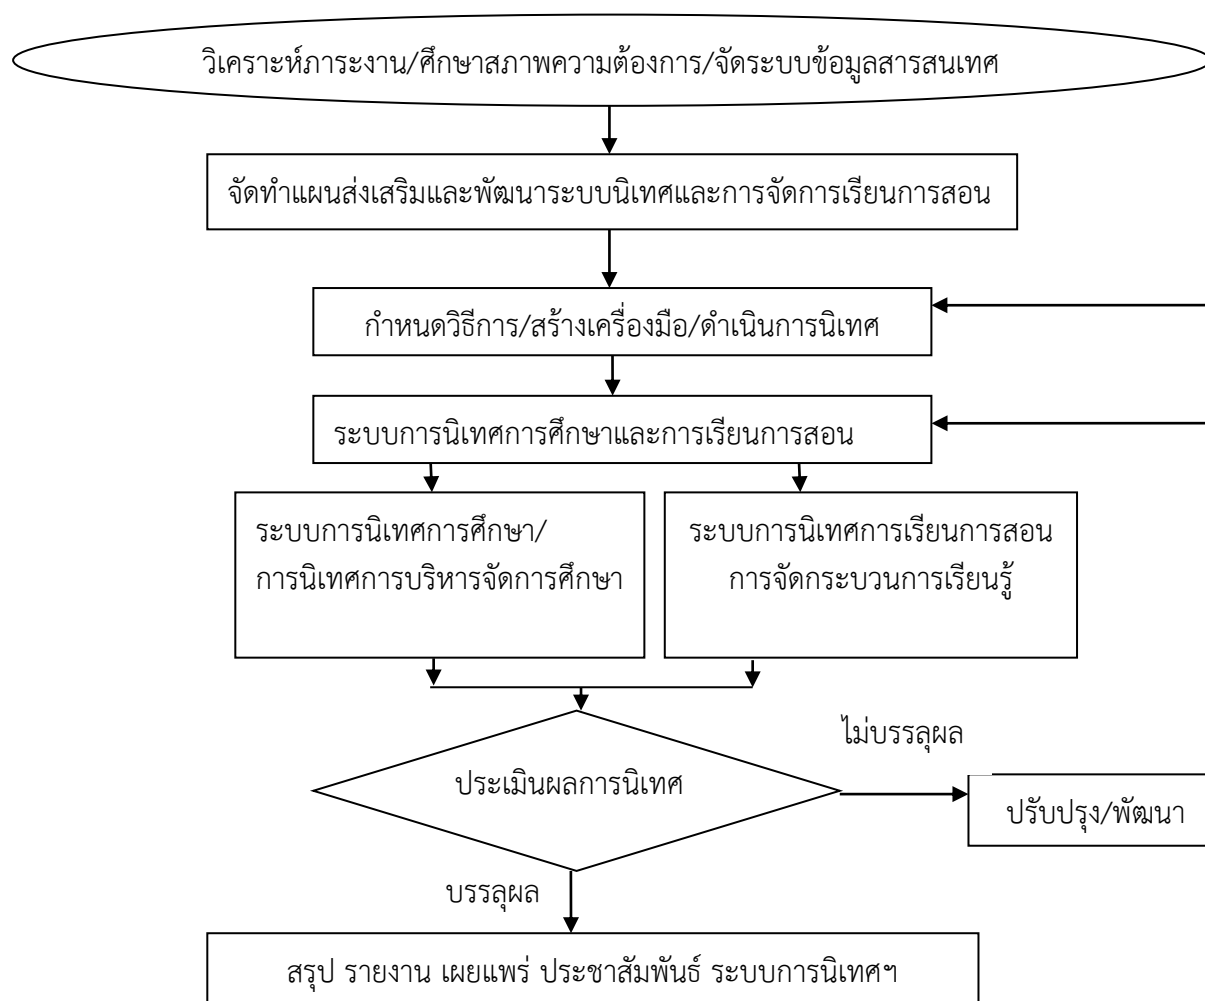 วิเคราะห์ภาระงาน/ศึกษาสภาพความต้องการ/จัดระบบข้อมูลสารสนเทศ
จัดทำแผนส่งเสริมและพัฒนาระบบนิเทศและการจัดการเรียนการสอน
กำหนดวิธีการ/สร้างเครื่องมือ/ดำเนินการนิเทศ
ระบบการนิเทศการศึกษาและการเรียนการสอน
ระบบการนิเทศการศึกษา/
การนิเทศการบริหารจัดการศึกษา
ระบบการนิเทศการเรียนการสอน
การจัดกระบวนการเรียนรู้
ไม่บรรลุผล
ประเมินผลการนิเทศ
ปรับปรุง/พัฒนา
บรรลุผล
สรุป รายงาน เผยแพร่ ประชาสัมพันธ์ ระบบการนิเทศฯ